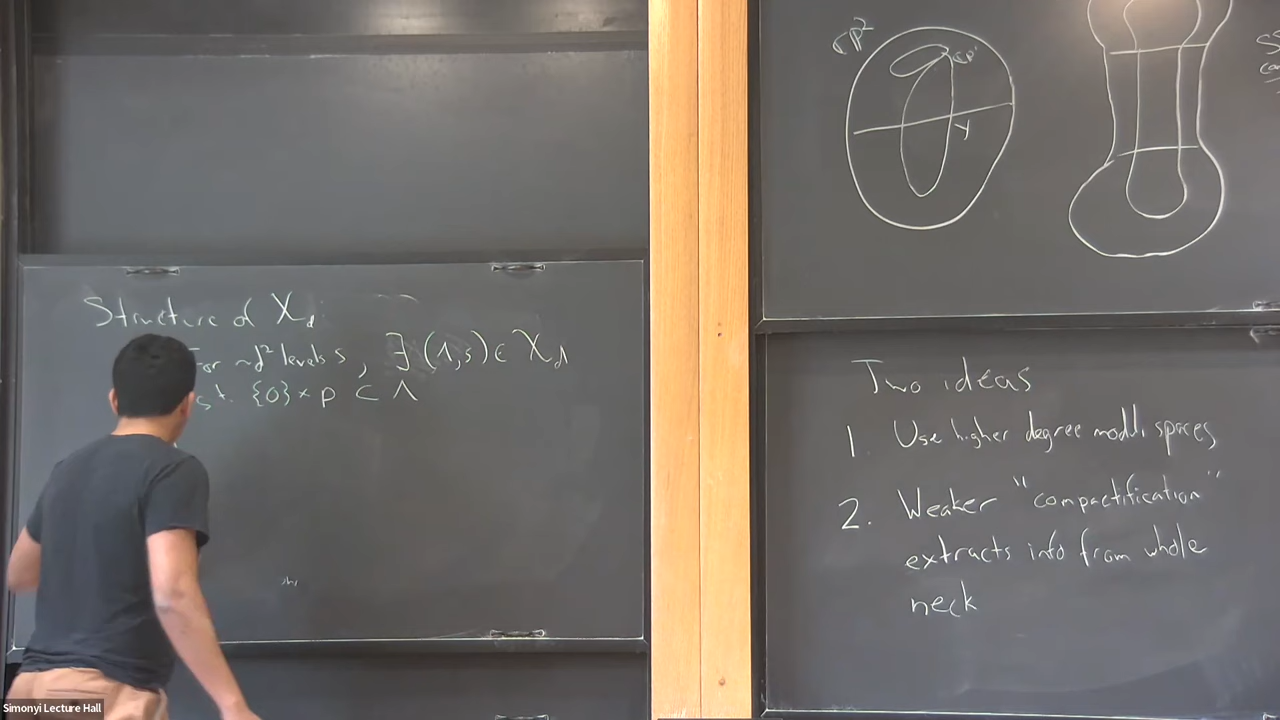 Structure of X_d:
For ~d² levels s, ∃ (Λ,s) ∈ X_d
s.t. {0}×p ⊂ Λ
CP²
CP¹
Y
Two ideas
1. Use higher degree moduli spaces
2. Weaker "compactification"
extracts info from whole
neck
Simonyi Lecture Hall